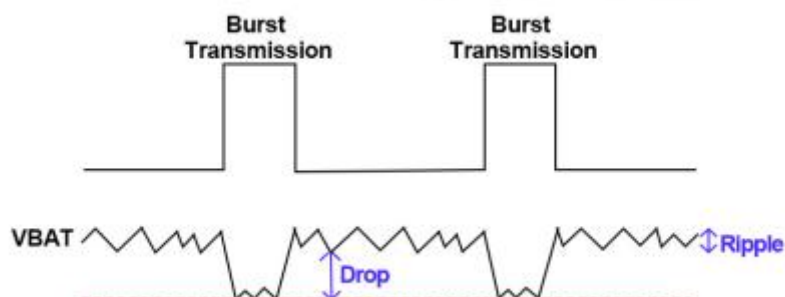 Burst
Transmission
Burst
Transmission
VBAT
Ripple
Drop